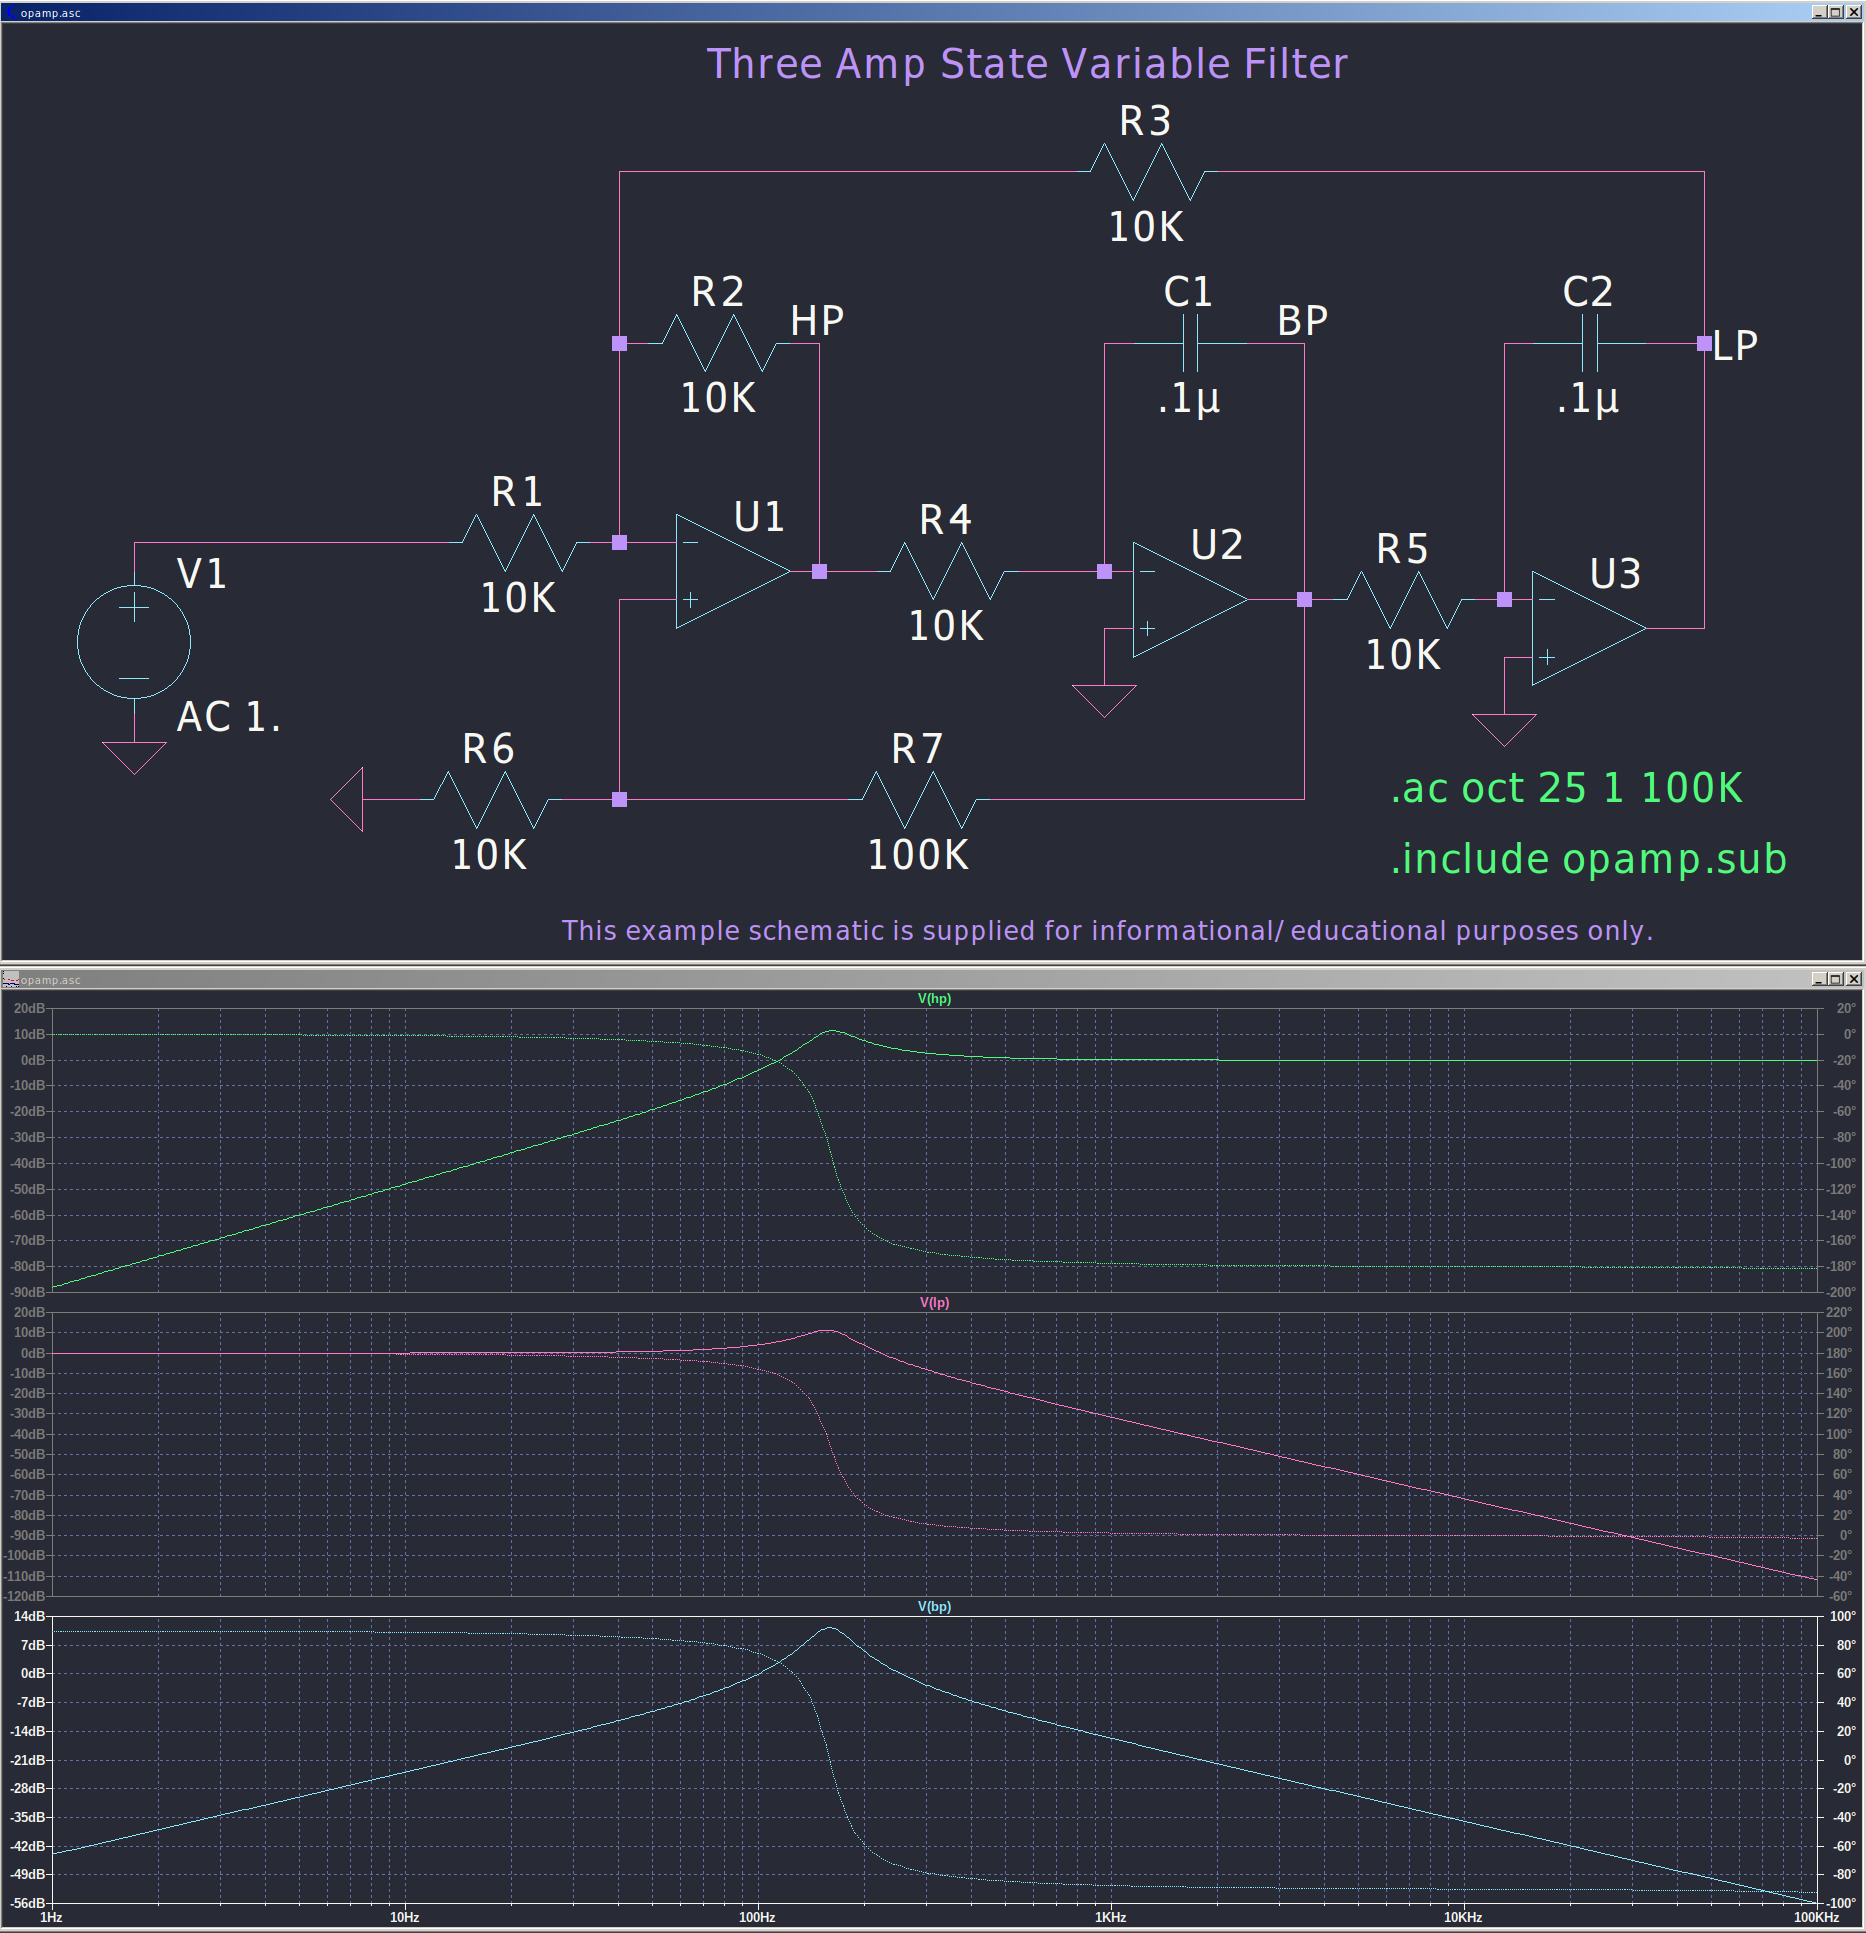 opamp.asc
Three Amp State Variable Filter
R3
10K
R2
HP
10K
C1
BP
.1µ
C2
LP
.1µ
R1
10K
U1
R4
10K
U2
R5
10K
U3
V1
AC 1.
R6
10K
R7
100K
.ac oct 25 1 100K
.include opamp.sub
This example schematic is supplied for informational/educational purposes only.
opamp.asc
V(hp)
20dB 20°
10dB 0°
0dB -20°
-10dB -40°
-20dB -60°
-30dB -80°
-40dB -100°
-50dB -120°
-60dB -140°
-70dB -160°
-80dB -180°
-90dB -200°
V(lp)
20dB 220°
10dB 200°
0dB 180°
-10dB 160°
-20dB 140°
-30dB 120°
-40dB 100°
-50dB 80°
-60dB 60°
-70dB 40°
-80dB 20°
-90dB 0°
-100dB -20°
-110dB -40°
-120dB -60°
V(bp)
14dB 100°
7dB 80°
0dB 60°
-7dB 40°
-14dB 20°
-21dB 0°
-28dB -20°
-35dB -40°
-42dB -60°
-49dB -80°
-56dB -100°
1Hz 10Hz 100Hz 1KHz 10KHz 100KHz